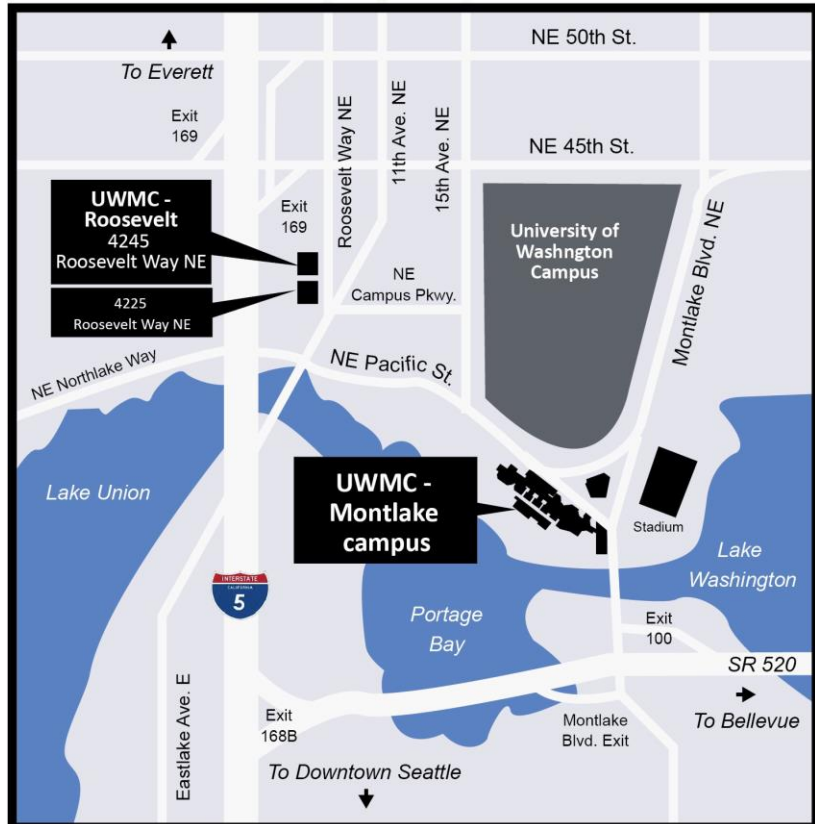 NE 50th St.
To Everett
Exit
169
Roosevelt Way NE
11th Ave. NE
15th Ave. NE
NE 45th St.
UWMC -
Roosevelt
4245
Roosevelt Way NE
Exit
169
University of
Washngton
Campus
Montlake Blvd. NE
4225
Roosevelt Way NE
NE
Campus Pkwy.
NE Northlake Way
NE Pacific St.
Lake Union
UWMC -
Montlake
campus
Stadium
Lake
Washington
INTERSTATE
CALIFORNIA
5
Portage
Bay
Exit
100
SR 520
Eastlake Ave. E
Exit
168B
Montlake
Blvd. Exit
To Bellevue
To Downtown Seattle